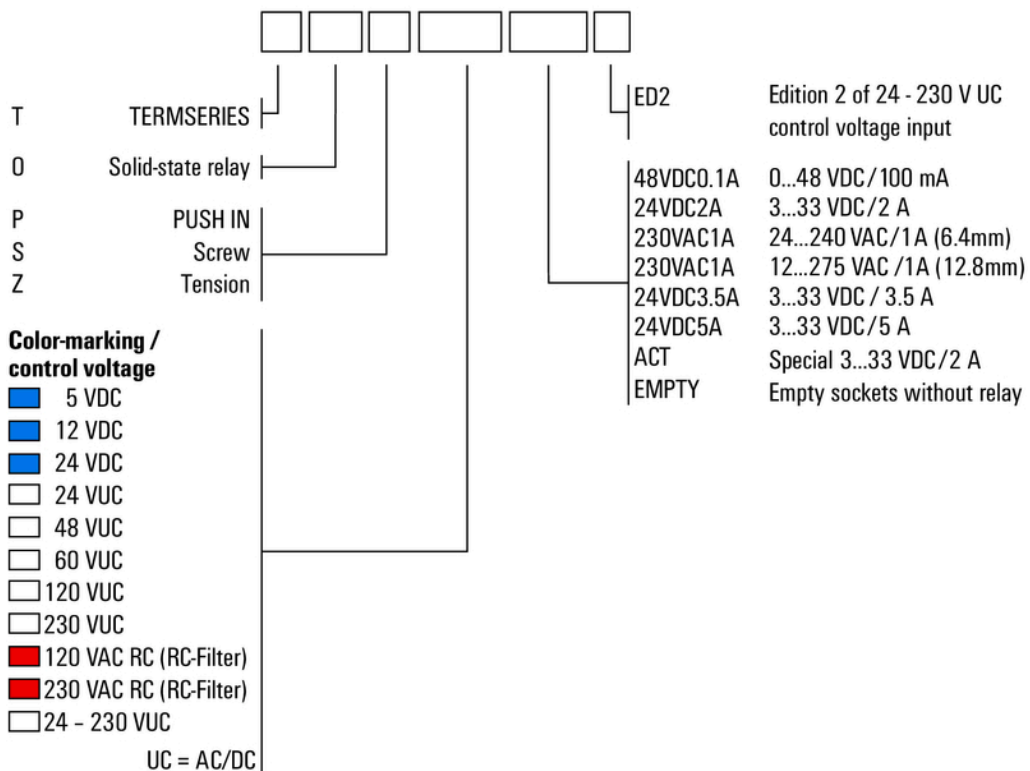 T TERMSERIES
O Solid-state relay
P PUSH IN
S Screw
Z Tension
Color-marking /
control voltage
5 VDC
12 VDC
24 VDC
24 VUC
48 VUC
60 VUC
120 VUC
230 VUC
120 VAC RC (RC-Filter)
230 VAC RC (RC-Filter)
24 – 230 VUC
UC = AC/DC
ED2 Edition 2 of 24 - 230 V UC
control voltage input
48VDC0.1A 0...48 VDC/100 mA
24VDC2A 3...33 VDC/2 A
230VAC1A 24...240 VAC/1A (6.4mm)
230VAC1A 12...275 VAC /1A (12.8mm)
24VDC3.5A 3...33 VDC / 3.5 A
24VDC5A 3...33 VDC/5 A
ACT Special 3...33 VDC/2 A
EMPTY Empty sockets without relay